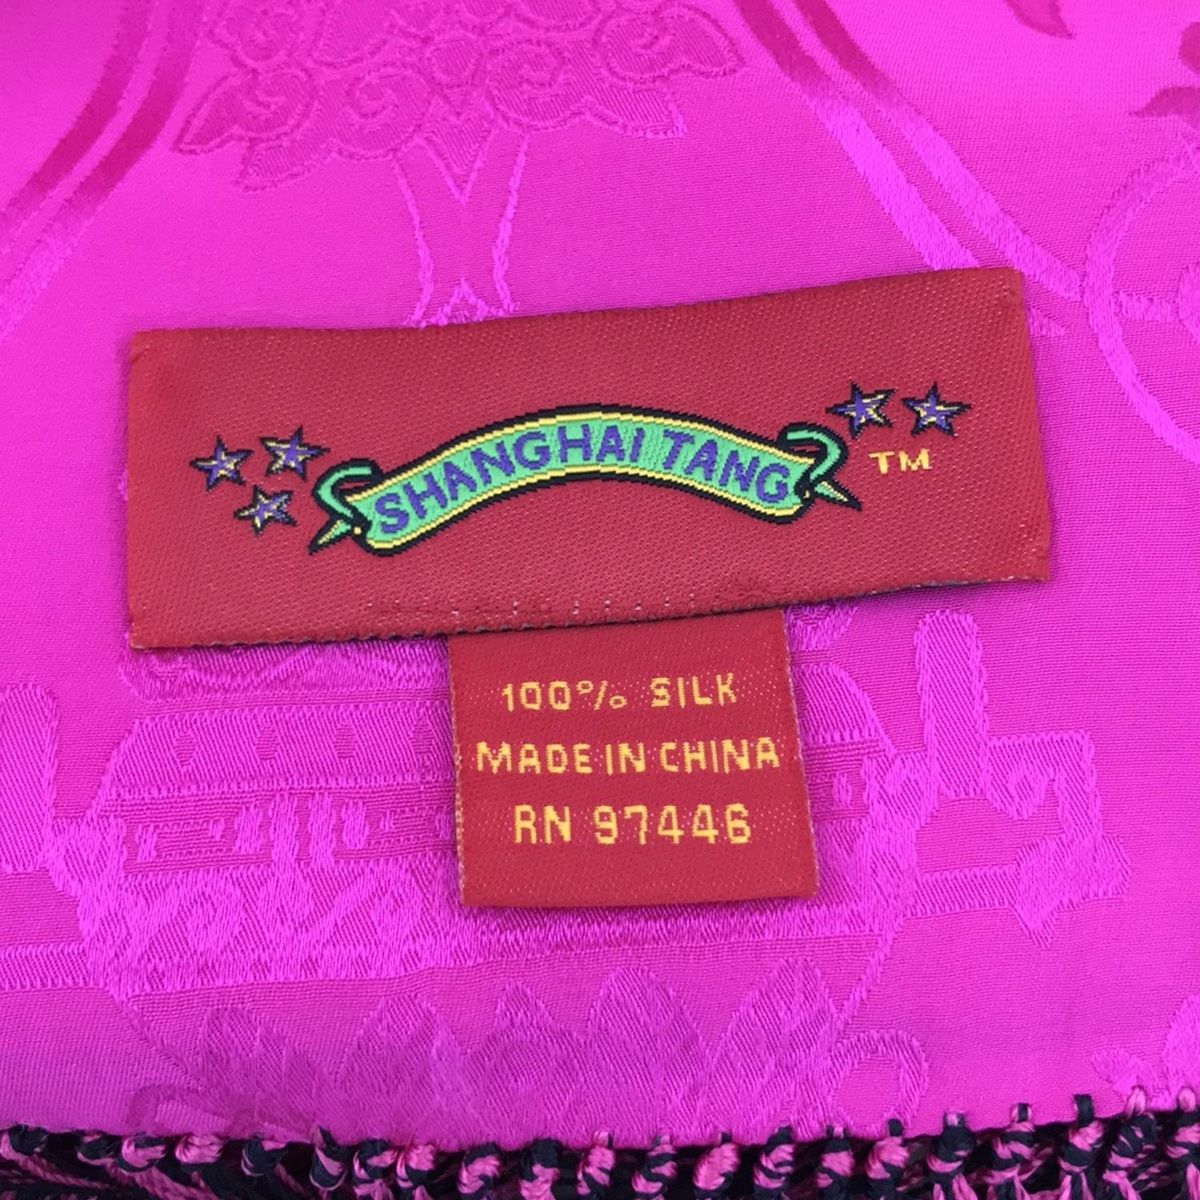 SHANGHAI TANG
TM
100% SILK
MADE IN CHINA
RN 97446